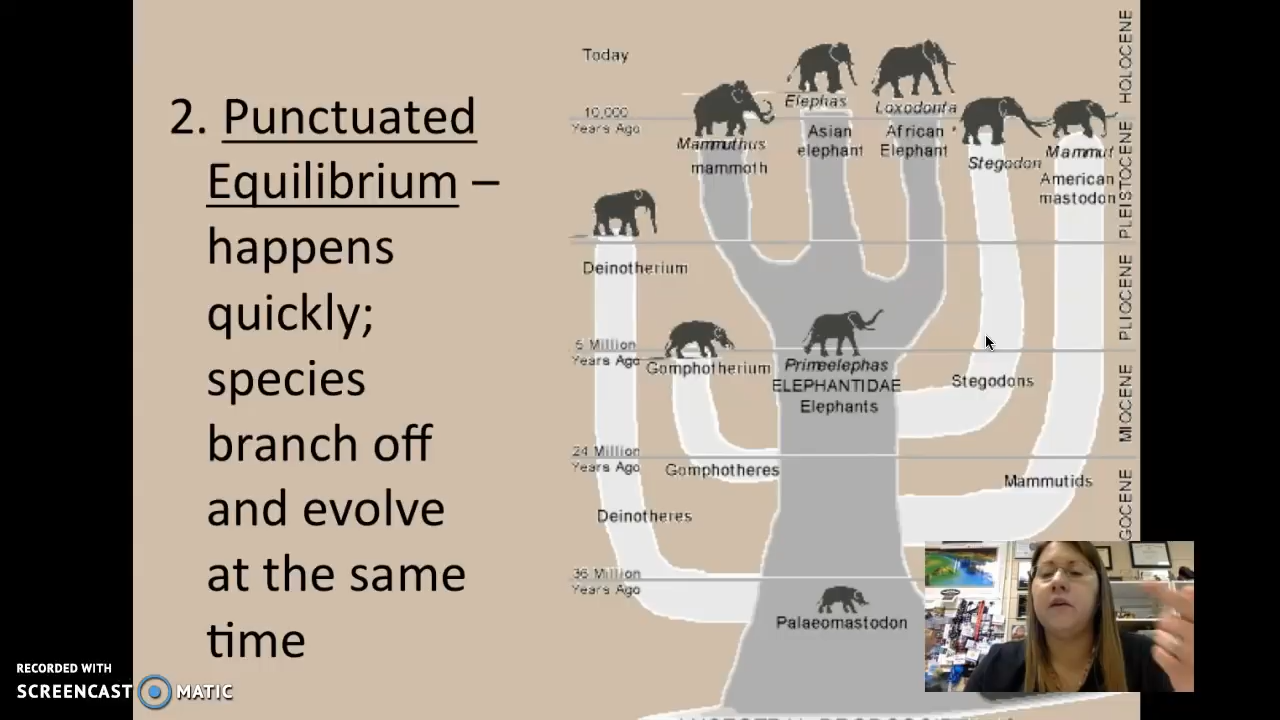 2. Punctuated
Equilibrium –
happens
quickly;
species
branch off
and evolve
at the same
time
Today
10,000
Years Ago
5 Million
Years Ago
24 Million
Years Ago
36 Million
Years Ago
Mammuthus
mammoth
Elephas
Asian
elephant
Loxodonta
African
Elephant
Stegodon
Mammut
American
mastodon
Deinotherium
Gomphotherium
Primeelephas
ELEPHANTIDAE
Elephants
Stegodons
Gomphotheres
Mammutids
Deinotheres
Palaeomastodon
HOLOCENE
PLEISTOCENE
PLIOCENE
MIOCENE
RECORDED WITH
SCREENCAST MATIC